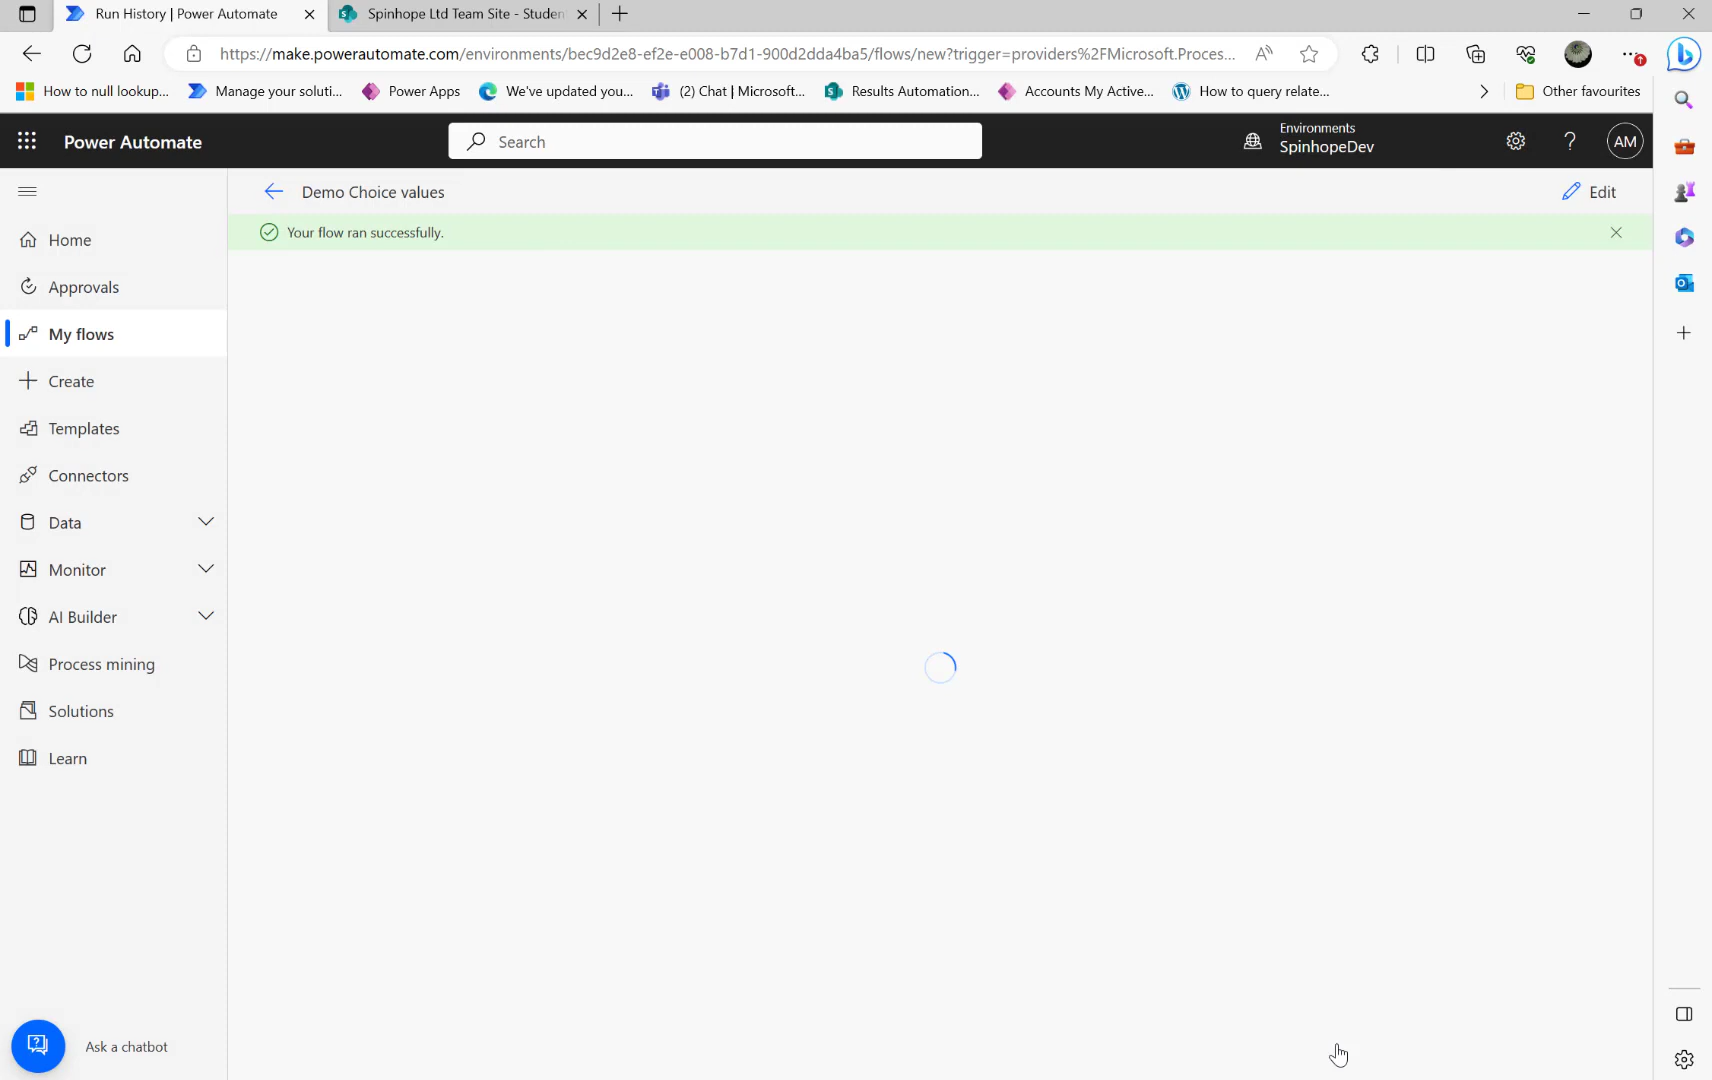 Run History | Power Automate
Spinhope Ltd Team Site - Studen
https://make.powerautomate.com/environments/bec9d2e8-ef2e-e008-b7d1-900d2dda4ba5/flows/new?trigger=providers%2FMicrosoft.Proces...
How to null lookup...
Manage your soluti...
Power Apps
We've updated you...
(2) Chat | Microsoft...
Results Automation...
Accounts My Active...
How to query relate...
Other favourites
Power Automate
Search
Environments
SpinhopeDev
AM
Demo Choice values
Edit
Your flow ran successfully.
Home
Approvals
My flows
Create
Templates
Connectors
Data
Monitor
AI Builder
Process mining
Solutions
Learn
Ask a chatbot